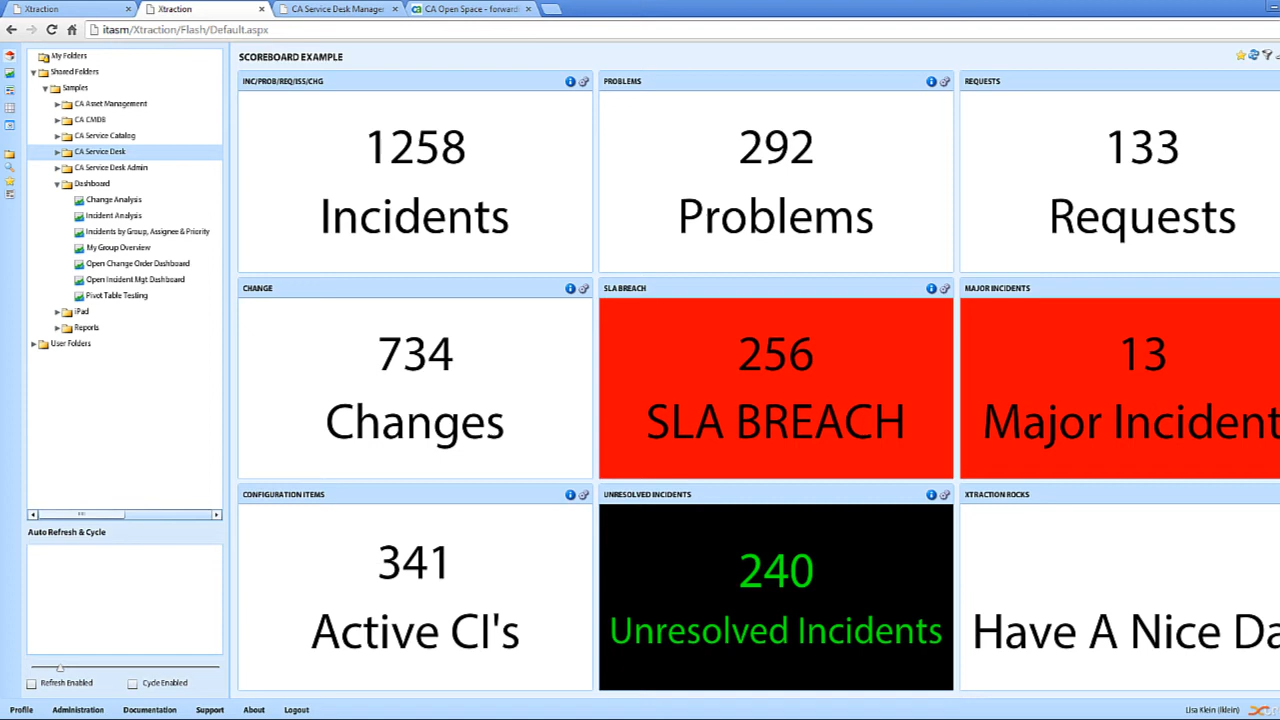 Xtraction
Xtraction
CA Service Desk Manage
CA Open Space - forward
itasm/Xtraction/Flash/Default.aspx
My Folders
Shared Folders
Samples
CA Asset Management
CA CMDB
CA Service Catalog
CA Service Desk
CA Service Desk Admin
Dashboard
Change Analysis
Incident Analysis
Incidents by Group, Assignee & Priority
My Group Overview
Open Change Order Dashboard
Open Incident Mgt Dashboard
Pivot Table Testing
iPad
Reports
User Folders
Auto Refresh & Cycle
Refresh Enabled
Cycle Enabled
SCOREBOARD EXAMPLE
INC/PROB/REQ/ISS/CHG
1258
Incidents
PROBLEMS
292
Problems
REQUESTS
133
Requests
CHANGE
734
Changes
SLA BREACH
256
SLA BREACH
MAJOR INCIDENTS
13
Major Incident
CONFIGURATION ITEMS
341
Active CI's
UNRESOLVED INCIDENTS
240
Unresolved Incidents
XTRACTION ROCKS
Have A Nice Da
Profile
Administration
Documentation
Support
About
Logout
Lisa Klein (lklein)